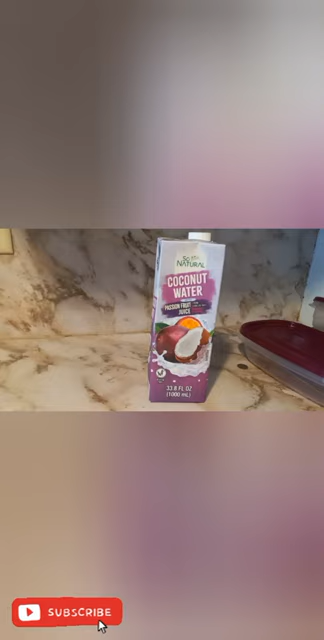 So
NATURAL
COCONUT
WATER
PASSION FRUIT
JUICE
33.8 FL OZ
(1000 mL)
SUBSCRIBE